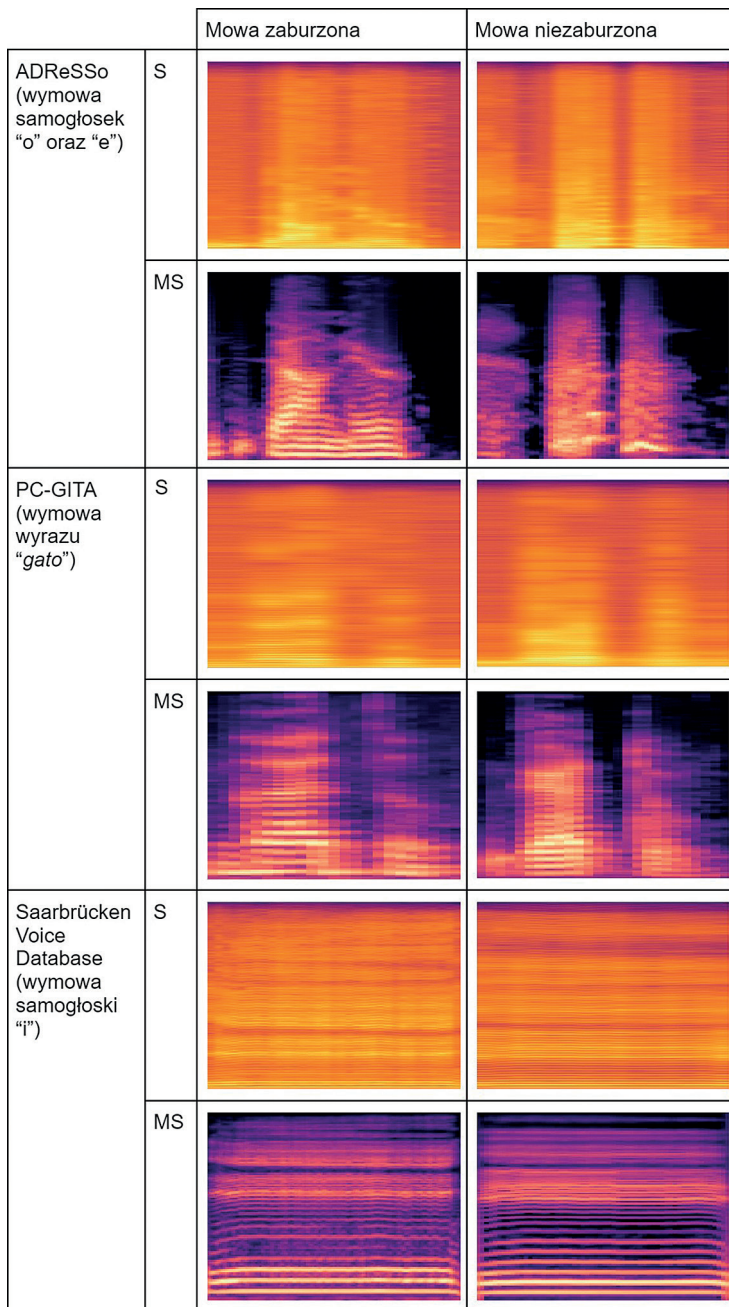 Mowa zaburzona
Mowa niezaburzona
ADReSSo
(wymowa
samogłosek
“o” oraz “e”)
S
MS
PC-GITA
(wymowa
wyrazu
“gato”)
S
MS
Saarbrücken
Voice
Database
(wymowa
samogłoski
“i”)
S
MS